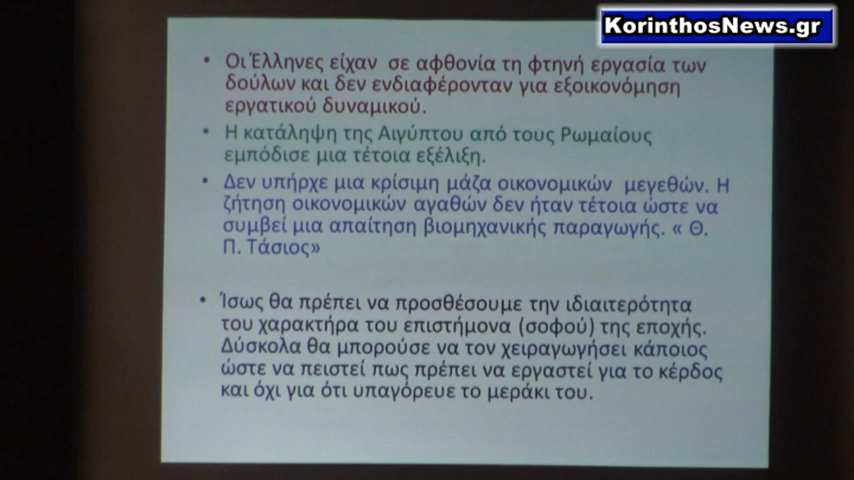 KorinthosNews.gr
• Οι Έλληνες είχαν σε αφθονία τη φτηνή εργασία των
δούλων και δεν ενδιαφέρονταν για εξοικονόμηση
εργατικού δυναμικού.
• Η κατάληψη της Αιγύπτου από τους Ρωμαίους
εμπόδισε μια τέτοια εξέλιξη.
• Δεν υπήρχε μια κρίσιμη μάζα οικονομικών μεγεθών. Η
ζήτηση οικονομικών αγαθών δεν ήταν τέτοια ώστε να
συμβεί μια απαίτηση βιομηχανικής παραγωγής. « Θ.
Π. Τάσιος»
• Ίσως θα πρέπει να προσθέσουμε την ιδιαιτερότητα
του χαρακτήρα του επιστήμονα (σοφού) της εποχής.
Δύσκολα θα μπορούσε να τον χειραγωγήσει κάποιος
ώστε να πειστεί πως πρέπει να εργαστεί για το κέρδος
και όχι για ότι υπαγόρευε το μεράκι του.